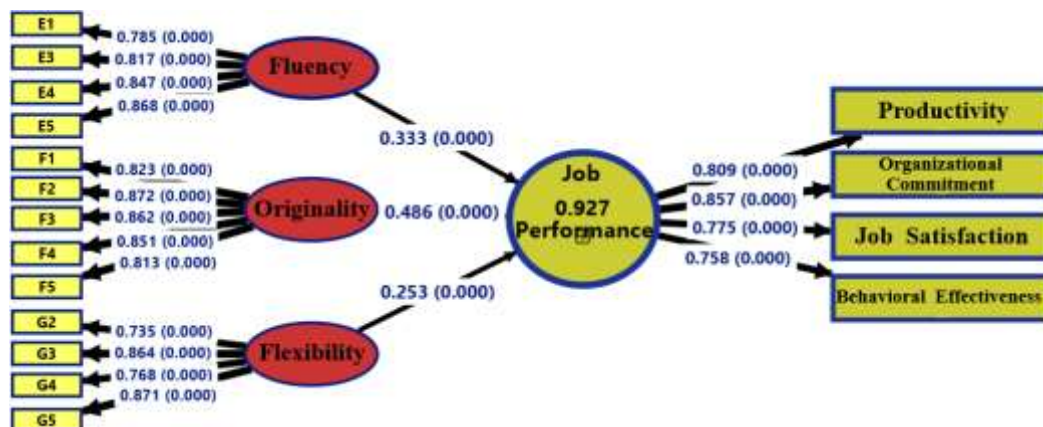 E1
0.785 (0.000)
E3
0.817 (0.000)
E4
0.847 (0.000)
E5
0.868 (0.000)
Fluency
0.333 (0.000)
F1
0.823 (0.000)
F2
0.872 (0.000)
F3
0.862 (0.000)
F4
0.851 (0.000)
F5
0.813 (0.000)
Originality
0.486 (0.000)
G2
0.735 (0.000)
G3
0.864 (0.000)
G4
0.768 (0.000)
G5
0.871 (0.000)
Flexibility
0.253 (0.000)
Job
0.927
Performance
0.809 (0.000)
0.857 (0.000)
0.775 (0.000)
0.758 (0.000)
Productivity
Organizational
Commitment
Job Satisfaction
Behavioral Effectiveness